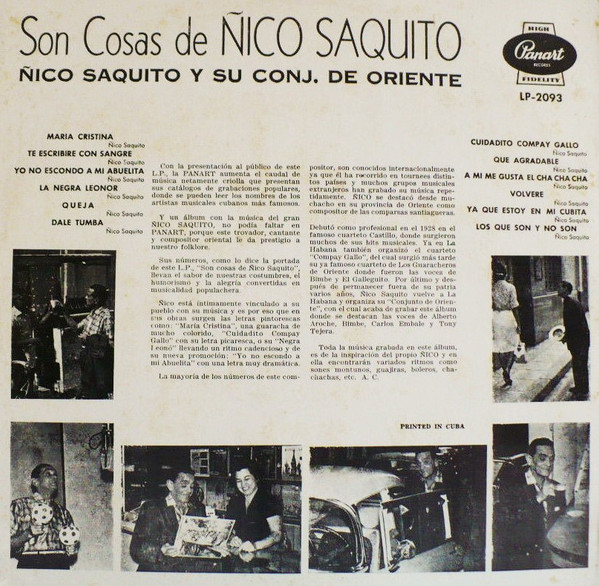 Son Cosas de ÑICO SAQUITO
ÑICO SAQUITO Y SU CONJ. DE ORIENTE
HIGH
Panart
RECORDS
FIDELITY
LP-2093
MARIA CRISTINA
Ñico Saquito
TE ESCRIBIRE CON SANGRE
Ñico Saquito
YO NO ESCONDO A MI ABUELITA
Ñico Saquito
LA NEGRA LEONOR
Ñico Saquito
QUEJA
Ñico Saquito
DALE TUMBA
Ñico Saquito
Con la presentación al público de este
L.P., la PANART aumenta el caudal de
música netamente criolla que presentan
sus catálogos de grabaciones populares,
donde se pueden leer los nombres de los
artistas musicales cubanos más famosos.
Y un álbum con la música del gran
ÑICO SAQUITO, no podía faltar en
PANART, porque este trovador, cantante
y compositor oriental le da prestigio a
nuestro folklore.
Sus números, como lo dice la portada
de este L.P., "Son cosas de Ñico Saquito";
llevan el sabor de nuestras costumbres, el
humorismo y la alegría convertidas en
musicalidad populachera.
Ñico está íntimamente vinculado a su
pueblo con su música y es por eso que en
sus obras surgen las letras pintorescas
como: "María Cristina", una guaracha de
mucho colorido, "Cuidadito Compay
Gallo" con su letra picaresca, o su "Negra
Leonó" llevando un ritmo cadencioso y de
su nueva promoción: "Yo no escondo a
mi Abuelita" con una letra muy dramática.
La mayoría de los números de este com-
positor, son conocidos internacionalmente
ya que él ha recorrido en tournees distin-
tos países y muchos grupos musicales
extranjeros han grabado su música repe-
tidamente. ÑICO se destacó desde mu-
chacho en su provincia de Oriente como
compositor de las comparsas santiagueras.
Debutó como profesional en el 1928 en el
famoso cuarteto Castillo, donde surgieron
muchos de sus hits musicales. Ya en La
Habana también organizó el cuarteto
"Compay Gallo", del cual surgió más tarde
su ya famoso cuarteto de Los Guaracheros
de Oriente donde fueron las voces de
Bimbe y El Galleguito. Por último y des-
pués de permanecer fuera de su patria
varios años, Ñico Saquito vuelve a La
Habana y organiza su "Conjunto de Orien-
te", con el cual acaba de grabar este álbum
donde se destacan las voces de Alberto
Aroche, Bimbe, Carlos Embale y Tony
Tejera.
Toda la música grabada en este álbum,
es de la inspiración del propio ÑICO y en
ella encontrarán variados ritmos como
sones montunos, guajiras, boleros, cha-
chachas, etc. A. C.
CUIDADITO COMPAY GALLO
Ñico Saquito
QUE AGRADABLE
Ñico Saquito
A MI ME GUSTA EL CHA CHA CHA
Ñico Saquito
VOLVERE
Ñico Saquito
YA QUE ESTOY EN MI CUBITA
Ñico Saquito
LOS QUE SON Y NO SON
Ñico Saquito
PRINTED IN CUBA